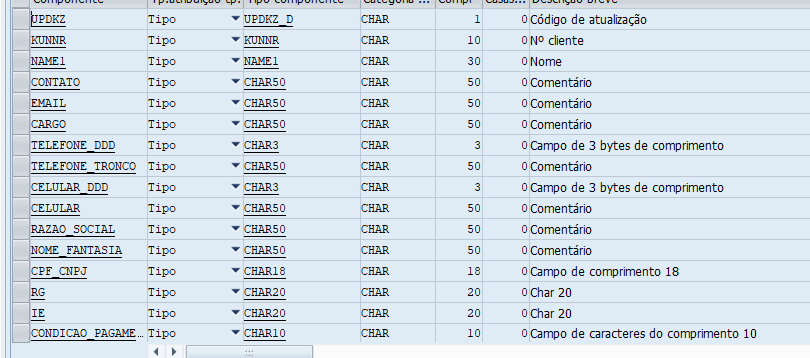 Componente Tp.atribuição tp. Tipo componente Categoria ... Compr Casas... Descrição breve
UPDKZ Tipo UPDKZ_D CHAR 1 0 Código de atualização
KUNNR Tipo KUNNR CHAR 10 0 Nº cliente
NAME1 Tipo NAME1 CHAR 30 0 Nome
CONTATO Tipo CHAR50 CHAR 50 0 Comentário
EMAIL Tipo CHAR50 CHAR 50 0 Comentário
CARGO Tipo CHAR50 CHAR 50 0 Comentário
TELEFONE_DDD Tipo CHAR3 CHAR 3 0 Campo de 3 bytes de comprimento
TELEFONE_TRONCO Tipo CHAR50 CHAR 50 0 Comentário
CELULAR_DDD Tipo CHAR3 CHAR 3 0 Campo de 3 bytes de comprimento
CELULAR Tipo CHAR50 CHAR 50 0 Comentário
RAZAO_SOCIAL Tipo CHAR50 CHAR 50 0 Comentário
NOME_FANTASIA Tipo CHAR50 CHAR 50 0 Comentário
CPF_CNPJ Tipo CHAR18 CHAR 18 0 Campo de comprimento 18
RG Tipo CHAR20 CHAR 20 0 Char 20
IE Tipo CHAR20 CHAR 20 0 Char 20
CONDICAO_PAGAME... Tipo CHAR10 CHAR 10 0 Campo de caracteres do comprimento 10